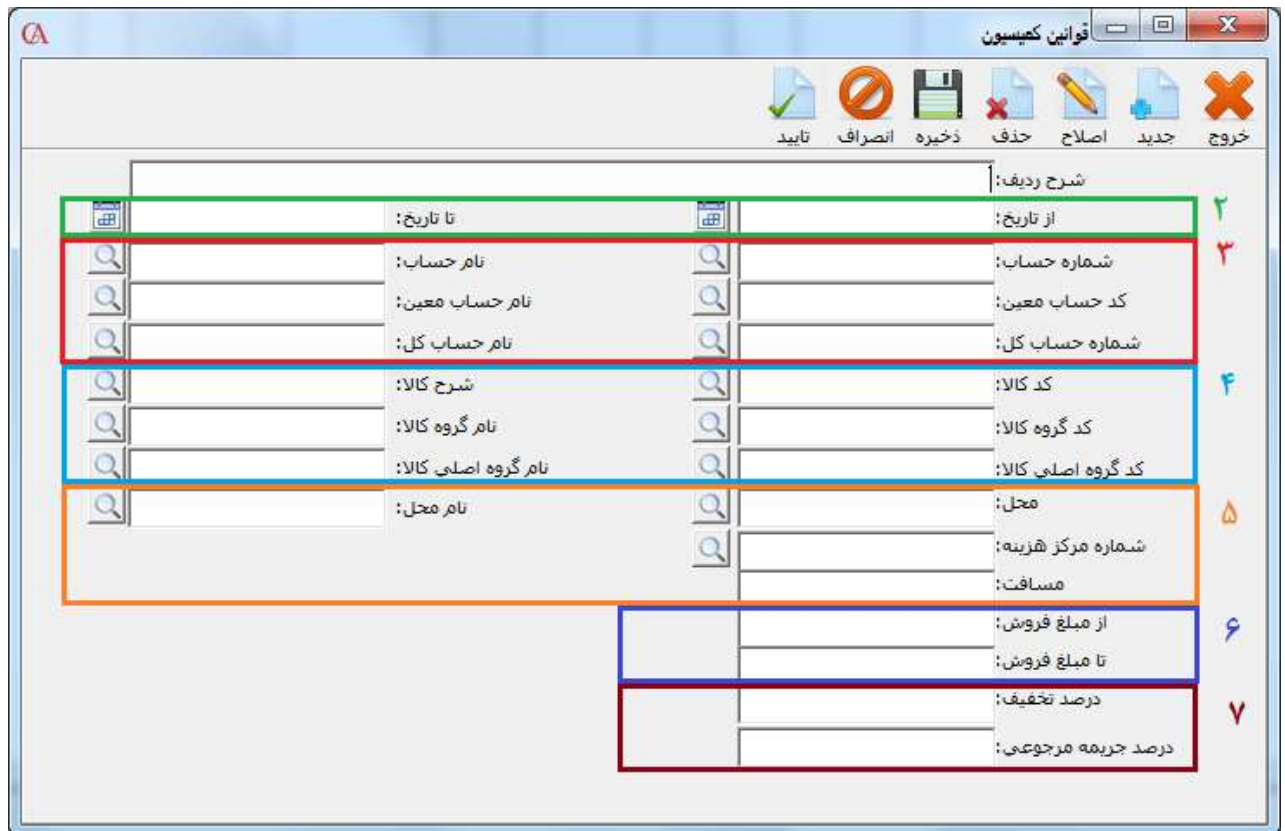 قوانین کمیسیون
خروج جدید اصلاح حذف ذخیره انصراف تایید
شرح ردیف:
از تاریخ: تا تاریخ: ۲
شماره حساب: نام حساب: ۳
کد حساب معین: نام حساب معین:
شماره حساب کل: نام حساب کل:
کد کالا: شرح کالا: ۴
کد گروه کالا: نام گروه کالا:
کد گروه اصلی کالا: نام گروه اصلی کالا:
محل: نام محل: ۵
شماره مرکز هزینه:
مسافت:
از مبلغ فروش: ۶
تا مبلغ فروش:
درصد تخفیف: ۷
درصد جریمه مرجوعی: